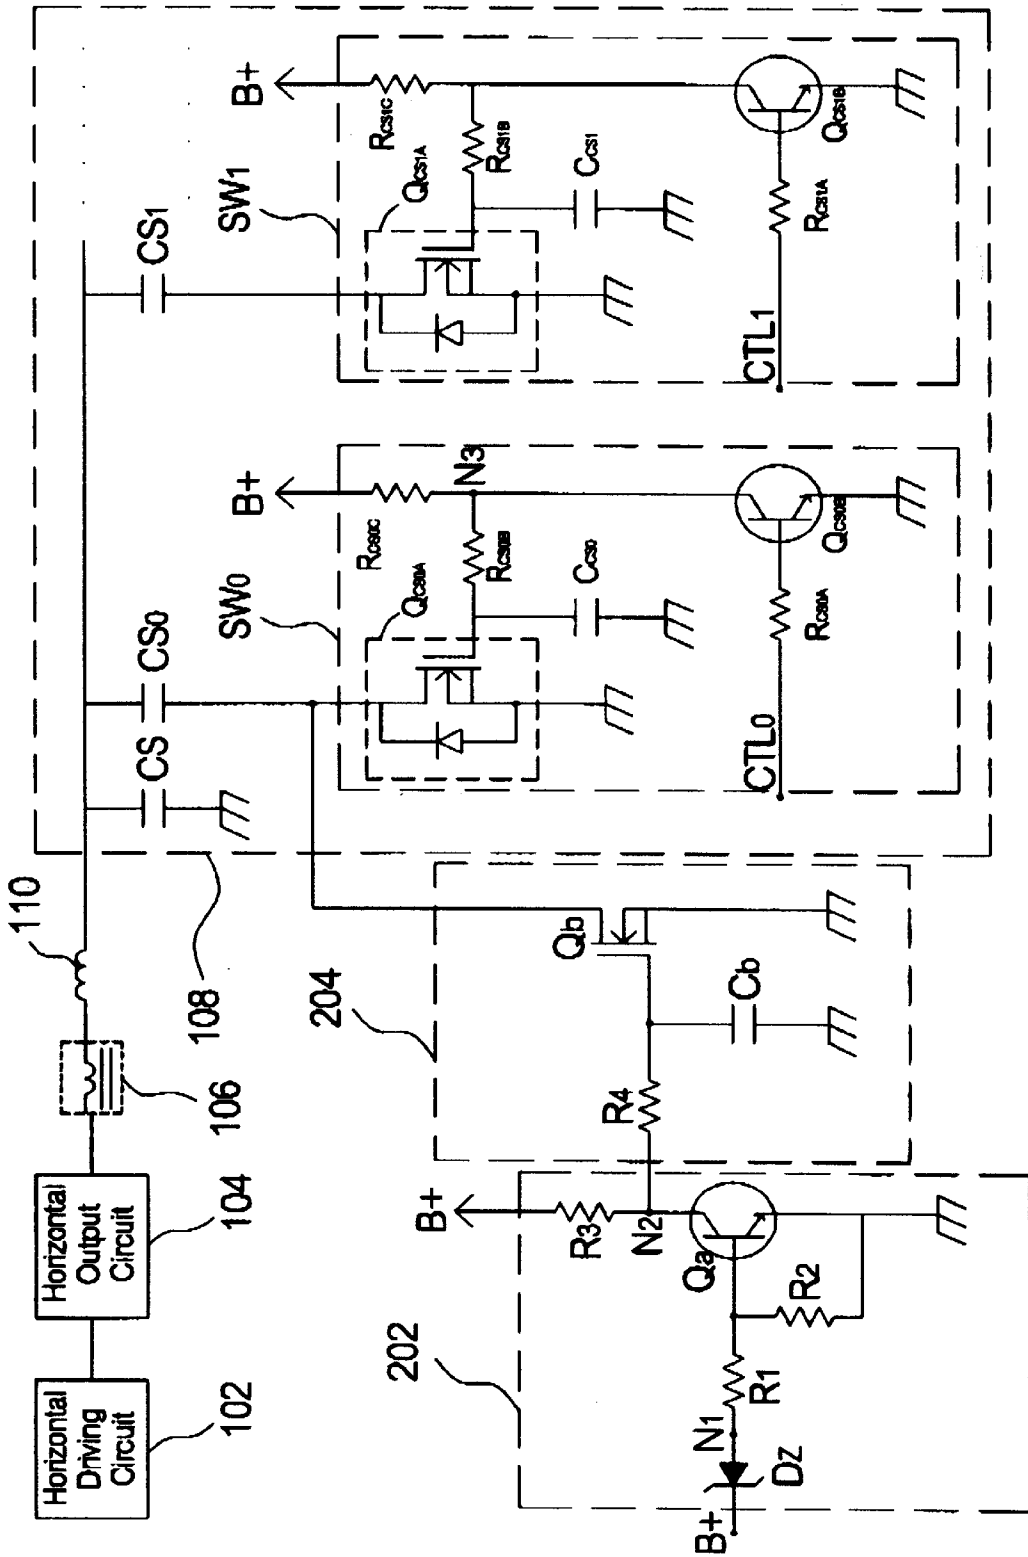 Horizontal
Driving
Circuit
102
Horizontal
Output
Circuit
104
106
110
108
CS
CS0
CS1
SW0
SW1
B+
RCS0C
N3
RCS0B
QCS0A
CCS0
QCS0B
RCS0A
CTL0
B+
RCS1C
RCS1B
QCS1A
CCS1
QCS1B
RCS1A
CTL1
202
B+
DZ
N1
R1
R2
Qa
N2
R3
B+
204
R4
Qb
Cb